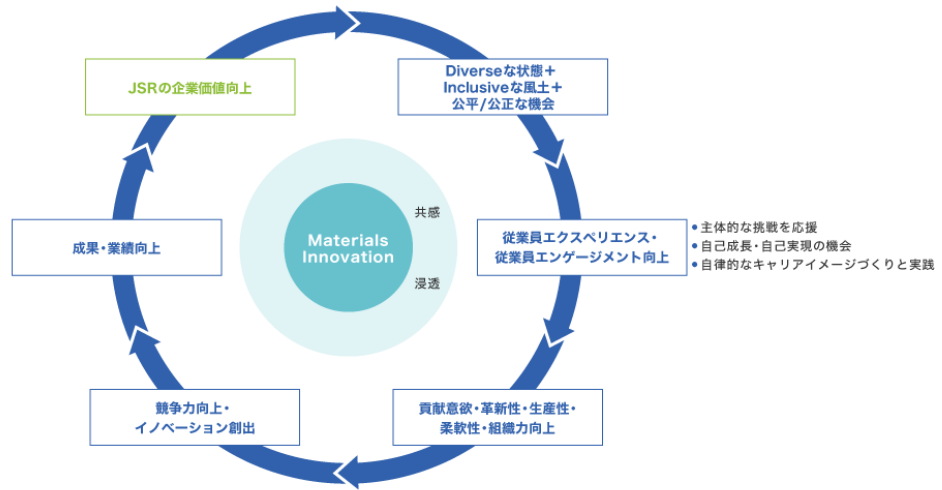 JSRの企業価値向上
Diverseな状態＋
Inclusiveな風土＋
公平/公正な機会
従業員エクスペリエンス・
従業員エンゲージメント向上
• 主体的な挑戦を応援
• 自己成長・自己実現の機会
• 自律的なキャリアイメージづくりと実践
貢献意欲・革新性・生産性・
柔軟性・組織力向上
競争力向上・
イノベーション創出
成果・業績向上
共感
Materials
Innovation
浸透